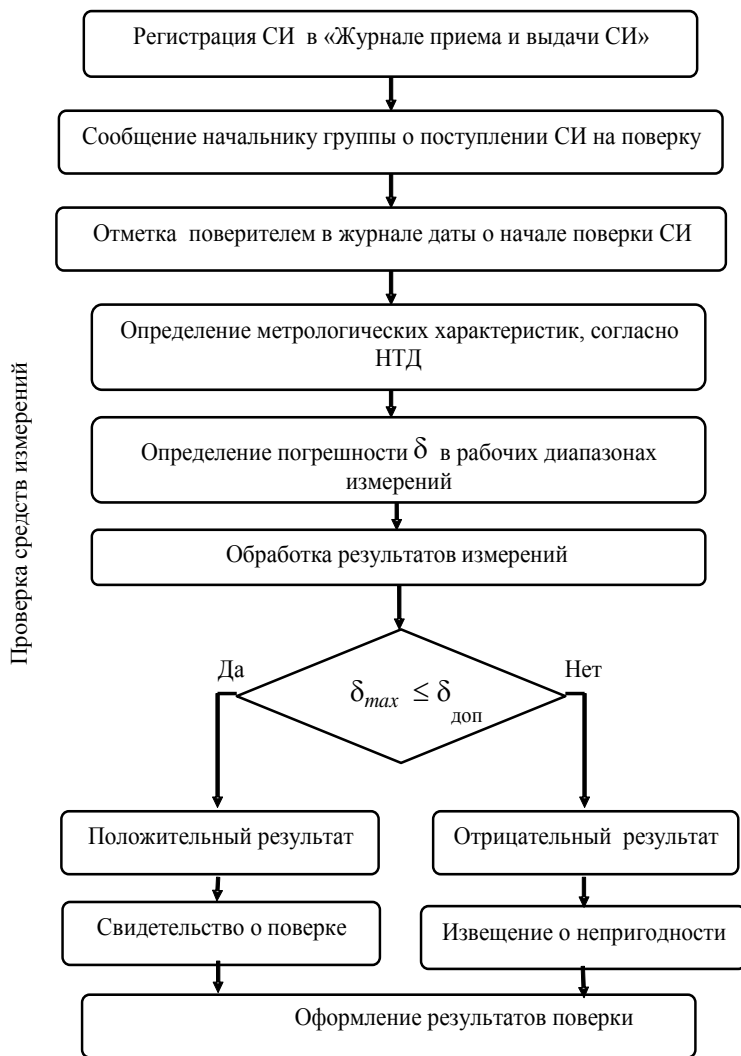 Регистрация СИ в «Журнале приема и выдачи СИ»
Сообщение начальнику группы о поступлении СИ на поверку
Отметка поверителем в журнале даты о начале поверки СИ
Определение метрологических характеристик, согласно
НТД
Определение погрешности δ в рабочих диапазонах
измерений
Обработка результатов измерений
Проверка средств измерений
Да
Нет
δmax ≤ δдоп
Положительный результат
Отрицательный результат
Свидетельство о поверке
Извещение о непригодности
Оформление результатов поверки